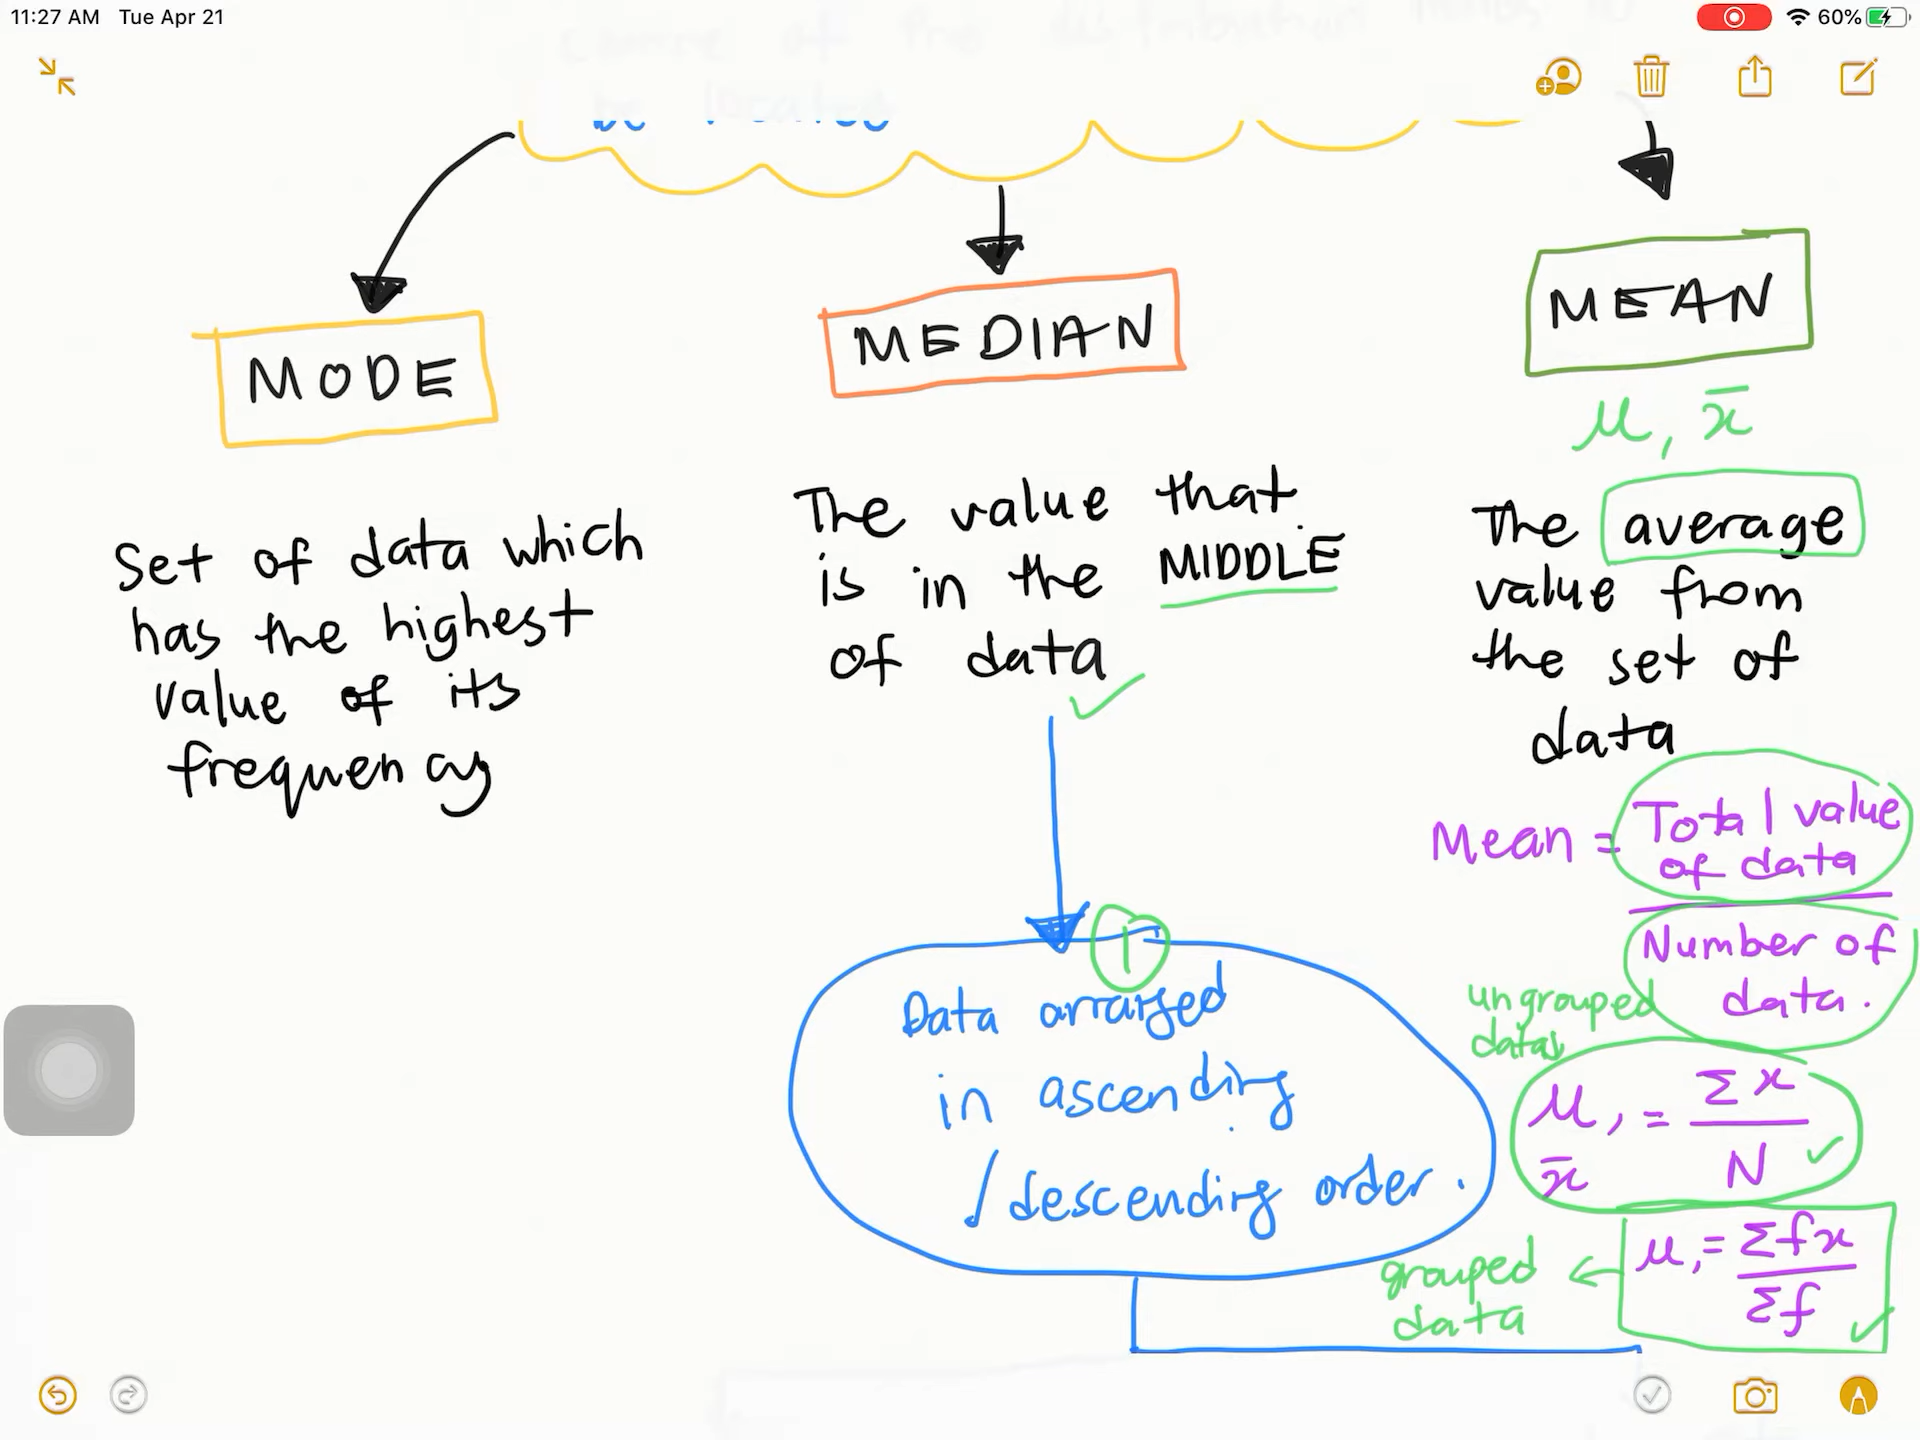 11:27 AM Tue Apr 21
60%
MODE
Set of data which
has the highest
value of its
frequency
MEDIAN
The value that
is in the MIDDLE
of data
1
Data arranged
in ascending
/ descending order.
MEAN
μ, x̄
The average
value from
the set of
data
Mean = Total value
of data
Number of
data.
ungrouped
datas
μ, = Σx
x̄ N
grouped
data
μ, = Σfx
Σf